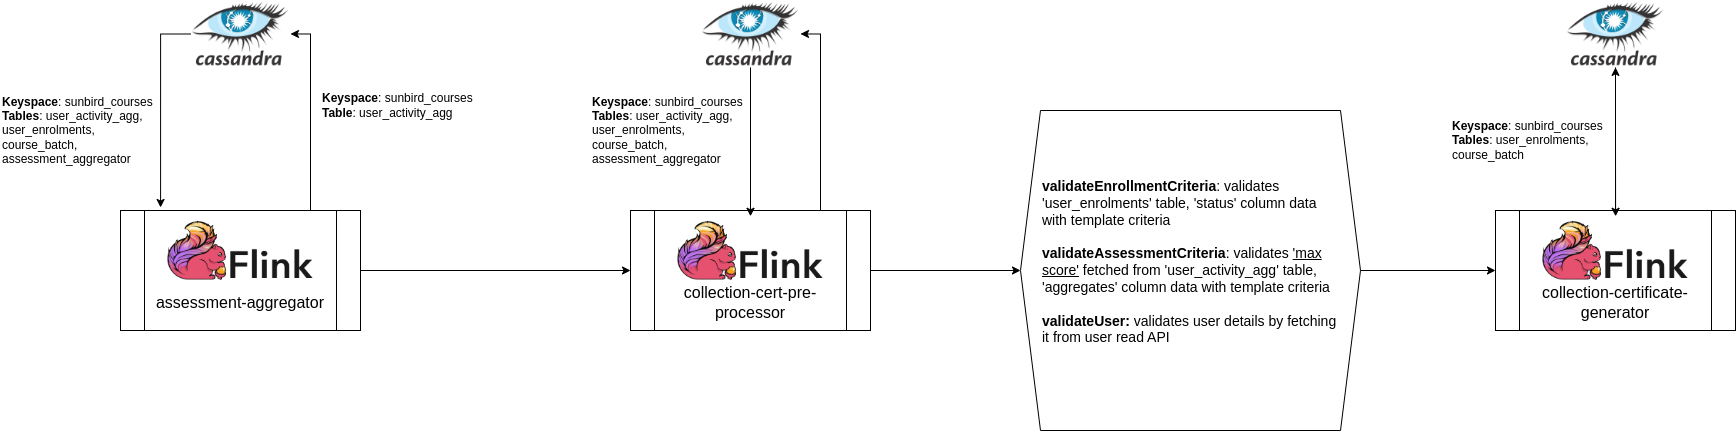 cassandra
Keyspace: sunbird_courses
Tables: user_activity_agg,
user_enrolments,
course_batch,
assessment_aggregator
Keyspace: sunbird_courses
Table: user_activity_agg
Flink
assessment-aggregator
cassandra
Keyspace: sunbird_courses
Tables: user_activity_agg,
user_enrolments,
course_batch,
assessment_aggregator
Flink
collection-cert-pre-
processor
validateEnrollmentCriteria: validates
'user_enrolments' table, 'status' column data
with template criteria
validateAssessmentCriteria: validates 'max
score' fetched from 'user_activity_agg' table,
'aggregates' column data with template criteria
validateUser: validates user details by fetching
it from user read API
cassandra
Keyspace: sunbird_courses
Tables: user_enrolments,
course_batch
Flink
collection-certificate-
generator